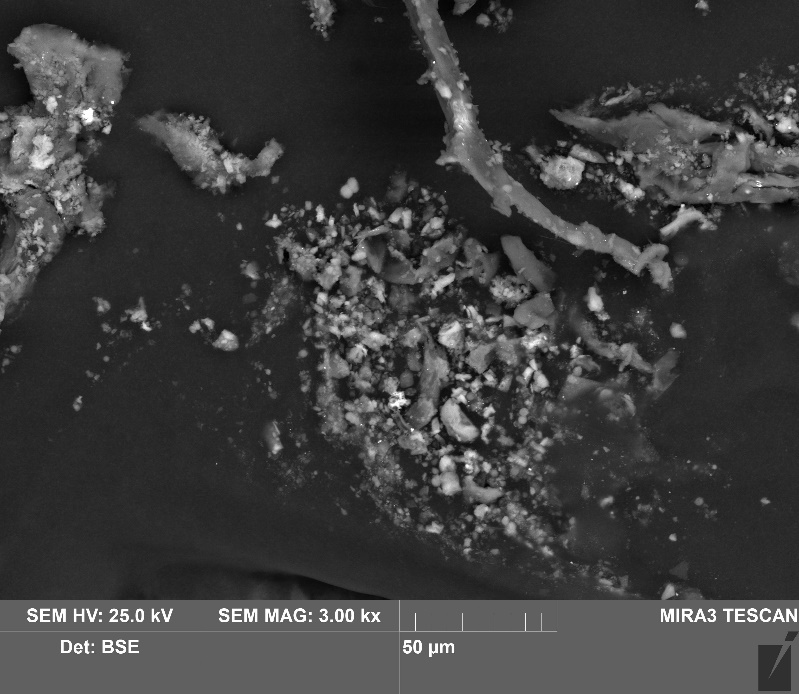 SEM HV: 25.0 kV SEM MAG: 3.00 kx MIRA3 TESCAN
Det: BSE 50 µm